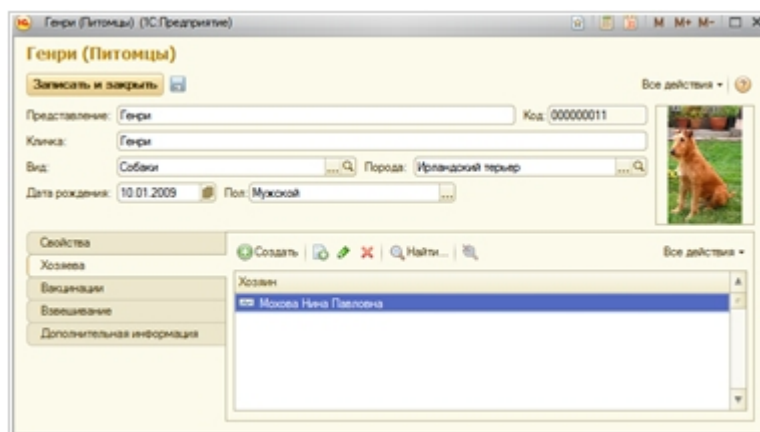 Генри (Питомцы) (1С:Предприятие) M M+ M-
Генри (Питомцы)
Записать и закрыть Все действия
Представление: Генри Код: 000000011
Кличка: Генри
Вид: Собаки ... Порода: Ирландский терьер ...
Дата рождения: 10.01.2009 Пол: Мужской ...
Свойства
Хозяева
Вакцинации
Взвешивание
Дополнительная информация
Создать Найти... Все действия
Хозяин
Мохова Нина Павловна